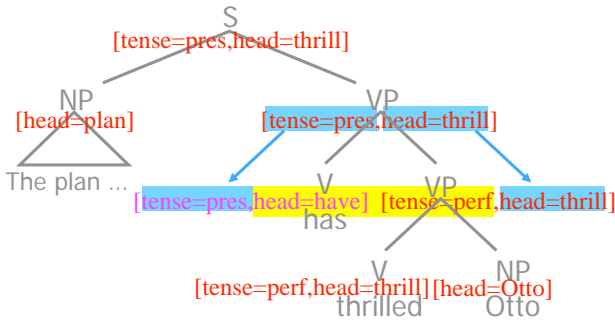 S
[tense=pres,head=thrill]
NP VP
[head=plan] [tense=pres,head=thrill]
The plan ...
V VP
[tense=pres,head=have] [tense=perf,head=thrill]
has
V NP
[tense=perf,head=thrill] [head=Otto]
thrilled Otto